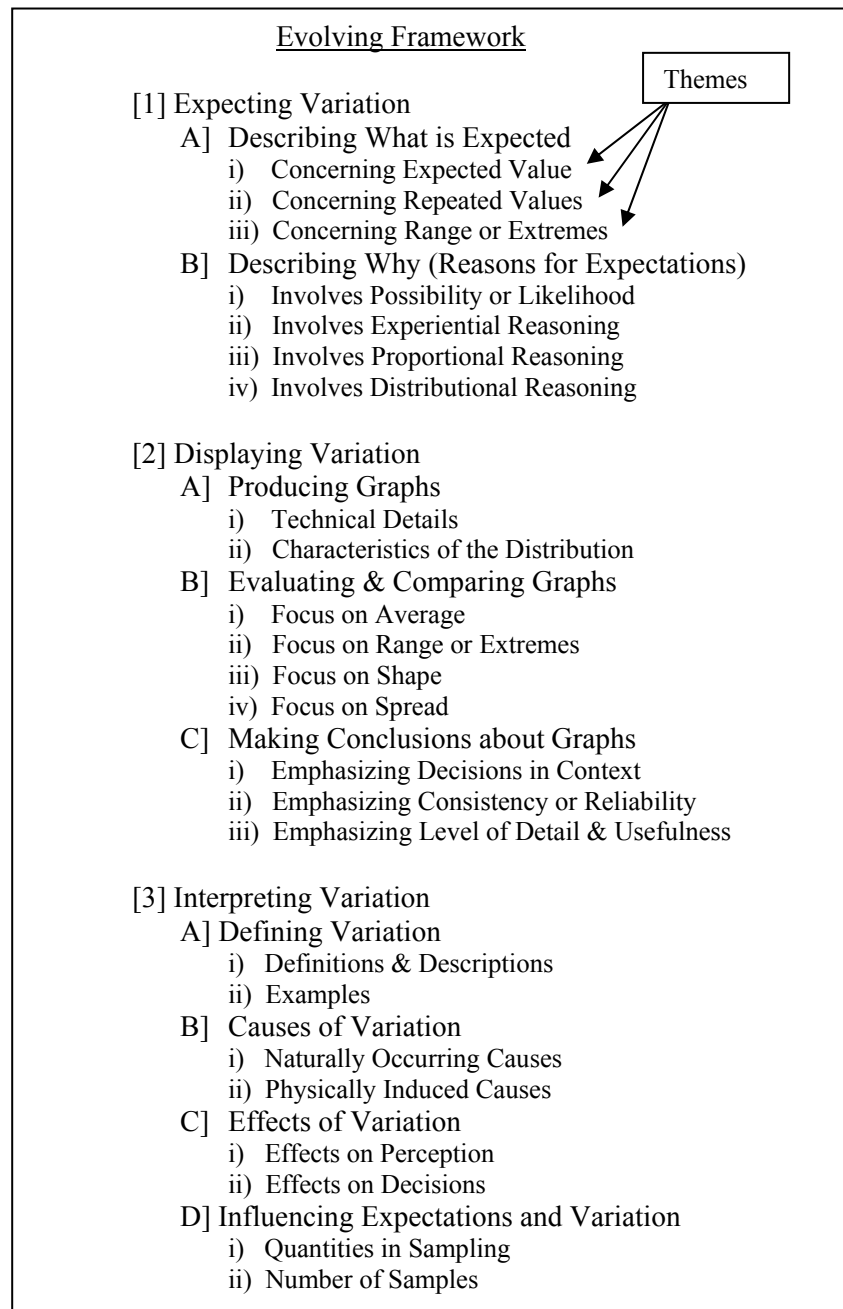 Evolving Framework
Themes
[1] Expecting Variation
A] Describing What is Expected
i) Concerning Expected Value
ii) Concerning Repeated Values
iii) Concerning Range or Extremes
B] Describing Why (Reasons for Expectations)
i) Involves Possibility or Likelihood
ii) Involves Experiential Reasoning
iii) Involves Proportional Reasoning
iv) Involves Distributional Reasoning
[2] Displaying Variation
A] Producing Graphs
i) Technical Details
ii) Characteristics of the Distribution
B] Evaluating & Comparing Graphs
i) Focus on Average
ii) Focus on Range or Extremes
iii) Focus on Shape
iv) Focus on Spread
C] Making Conclusions about Graphs
i) Emphasizing Decisions in Context
ii) Emphasizing Consistency or Reliability
iii) Emphasizing Level of Detail & Usefulness
[3] Interpreting Variation
A] Defining Variation
i) Definitions & Descriptions
ii) Examples
B] Causes of Variation
i) Naturally Occurring Causes
ii) Physically Induced Causes
C] Effects of Variation
i) Effects on Perception
ii) Effects on Decisions
D] Influencing Expectations and Variation
i) Quantities in Sampling
ii) Number of Samples